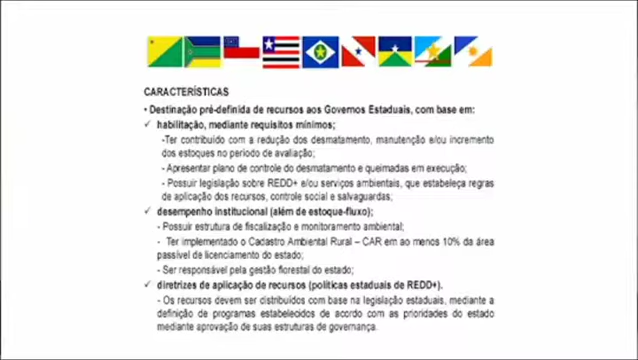 CARACTERÍSTICAS
• Destinação pré-definida de recursos aos Governos Estaduais, com base em:
✓ habilitação, mediante requisitos mínimos;
-Ter contribuído com a redução dos desmatamento, manutenção e/ou incremento
dos estoques no período de avaliação;
- Apresentar plano de controle do desmatamento e queimadas em execução;
- Possuir legislação sobre REDD+ e/ou serviços ambientais, que estabeleça regras
de aplicação dos recursos, controle social e salvaguardas;
✓ desempenho institucional (além de estoque-fluxo);
- Possuir estrutura de fiscalização e monitoramento ambiental;
- Ter implementado o Cadastro Ambiental Rural – CAR em ao menos 10% da área
passível de licenciamento do estado;
- Ser responsável pela gestão florestal do estado;
✓ diretrizes de aplicação de recursos (políticas estaduais de REDD+).
- Os recursos devem ser distribuídos com base na legislação estaduais, mediante a
definição de programas estabelecidos de acordo com as prioridades do estado
mediante aprovação de suas estruturas de governança.